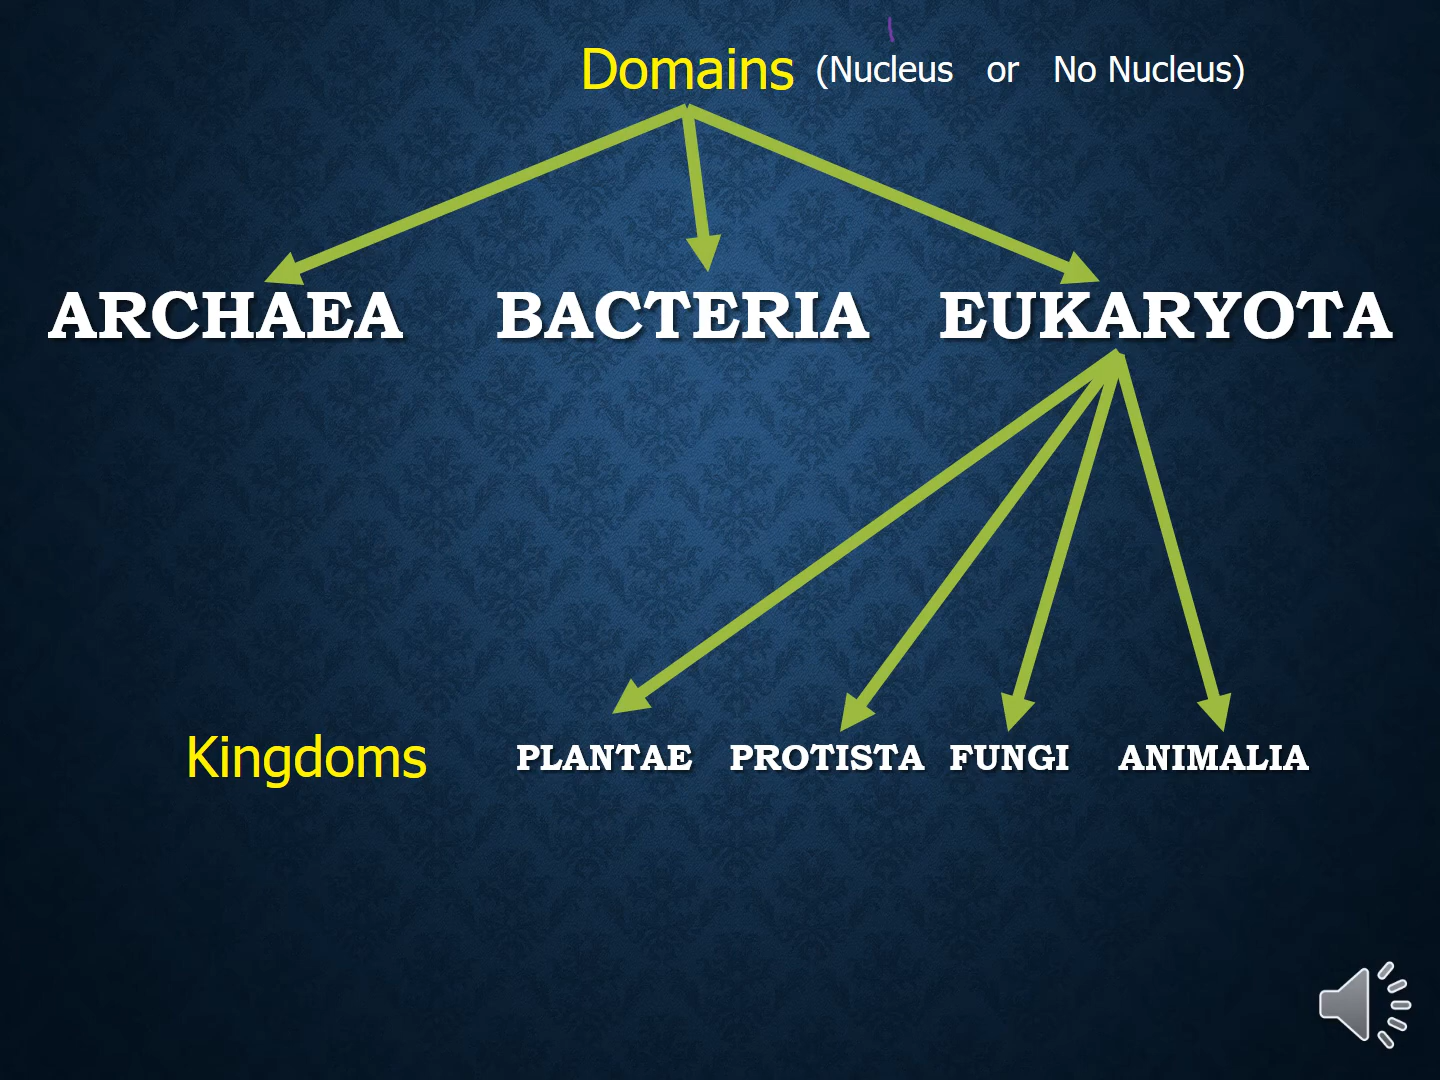 Domains (Nucleus or No Nucleus)
ARCHAEA BACTERIA EUKARYOTA
Kingdoms PLANTAE PROTISTA FUNGI ANIMALIA